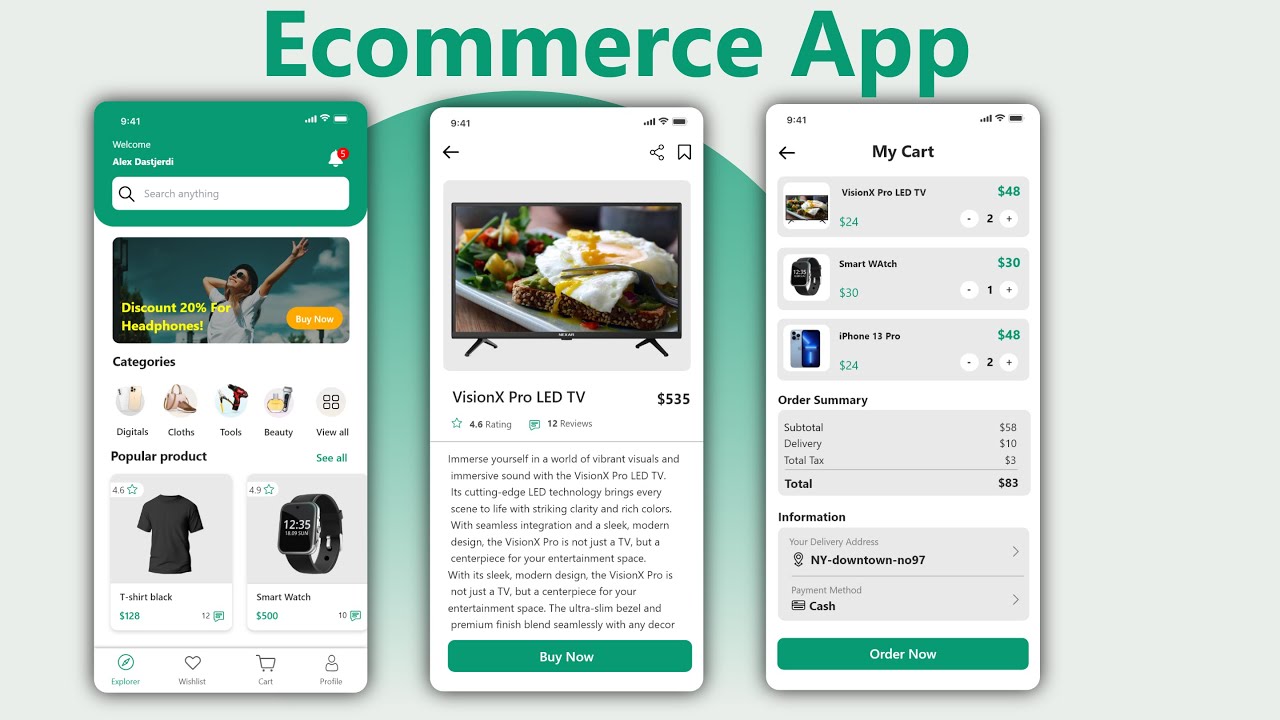 Ecommerce App
9:41
Welcome
Alex Dastjerdi
5
Search anything
Discount 20% For
Headphones!
Buy Now
Categories
Digitals
Cloths
Tools
Beauty
View all
Popular product
See all
4.6
T-shirt black
$128
12
4.9
12:35
18.09 SUN
Smart Watch
$500
10
Explorer
Wishlist
Cart
Profile
9:41
NEXAR
VisionX Pro LED TV
$535
4.6 Rating
12 Reviews
Immerse yourself in a world of vibrant visuals and
immersive sound with the VisionX Pro LED TV.
Its cutting-edge LED technology brings every
scene to life with striking clarity and rich colors.
With seamless integration and a sleek, modern
design, the VisionX Pro is not just a TV, but a
centerpiece for your entertainment space.
With its sleek, modern design, the VisionX Pro is
not just a TV, but a centerpiece for your
entertainment space. The ultra-slim bezel and
premium finish blend seamlessly with any decor
Buy Now
9:41
My Cart
VisionX Pro LED TV
$48
$24
- 2 +
12:35
Smart WAtch
$30
$30
- 1 +
iPhone 13 Pro
$48
$24
- 2 +
Order Summary
Subtotal $58
Delivery $10
Total Tax $3
Total $83
Information
Your Delivery Address
NY-downtown-no97
Payment Method
Cash
Order Now